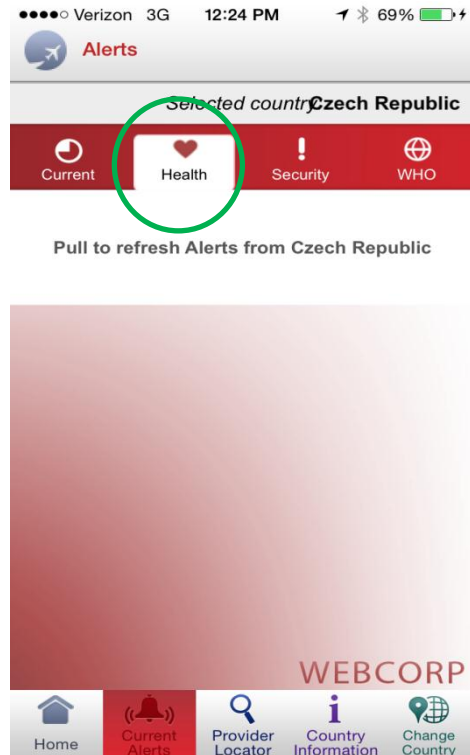 Verizon 3G 12:24 PM 69%
Alerts
Selected country Czech Republic
Current Health Security WHO
Pull to refresh Alerts from Czech Republic
WEBCORP
Home Current Alerts Provider Locator Country Information Change Country